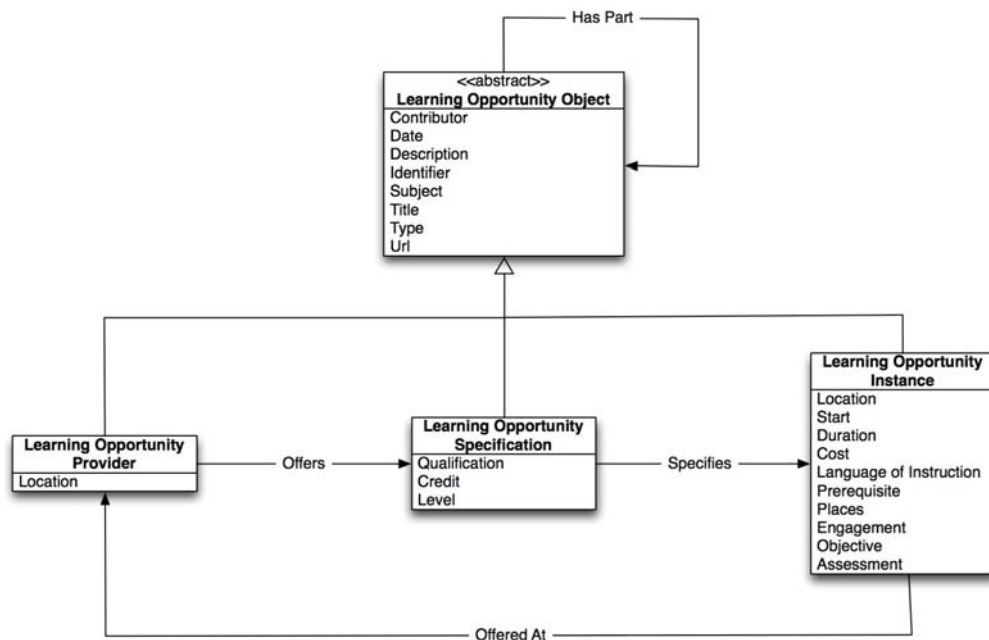 Has Part
<<abstract>>
Learning Opportunity Object
Contributor
Date
Description
Identifier
Subject
Title
Type
Url
Learning Opportunity
Provider
Location
Offers
Learning Opportunity
Specification
Qualification
Credit
Level
Specifies
Learning Opportunity
Instance
Location
Start
Duration
Cost
Language of Instruction
Prerequisite
Places
Engagement
Objective
Assessment
Offered At